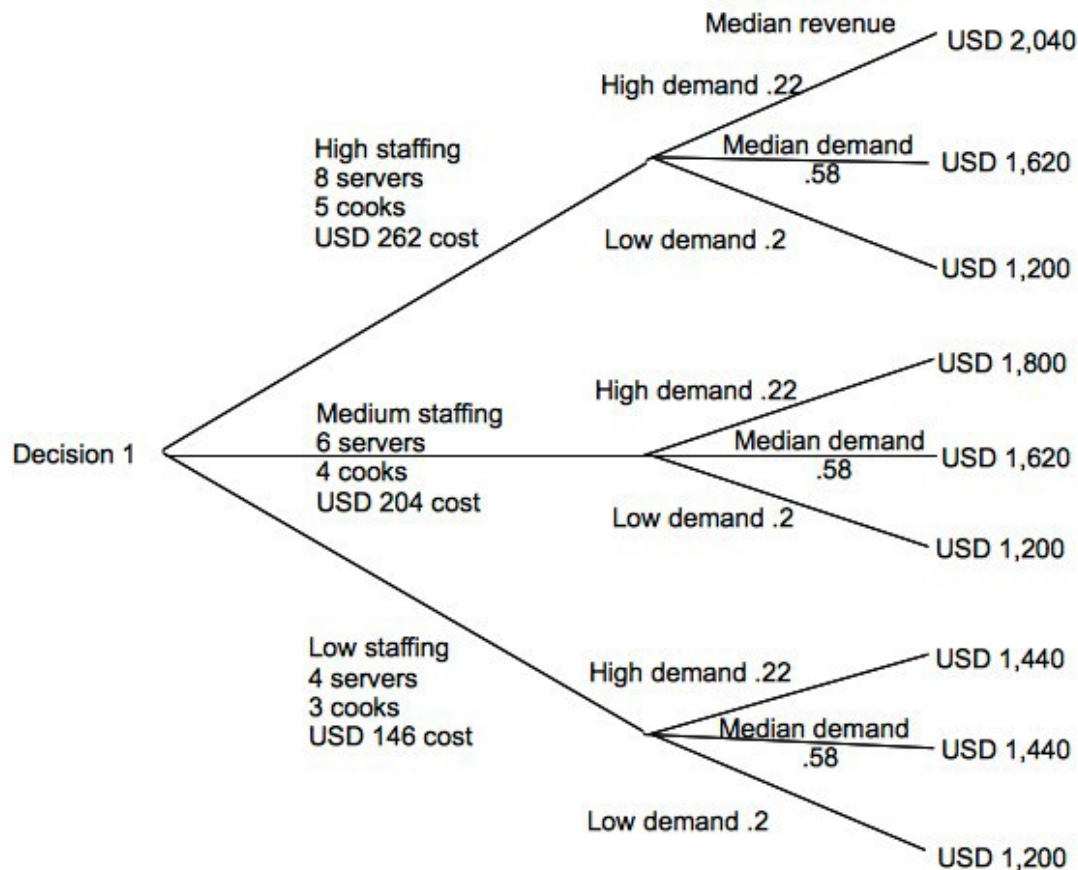 Median revenue
USD 2,040
High demand .22
High staffing
8 servers
5 cooks
USD 262 cost
Median demand
.58
USD 1,620
Low demand .2
USD 1,200
Decision 1
Medium staffing
6 servers
4 cooks
USD 204 cost
USD 1,800
High demand .22
Median demand
.58
USD 1,620
Low demand .2
USD 1,200
Low staffing
4 servers
3 cooks
USD 146 cost
USD 1,440
High demand .22
Median demand
.58
USD 1,440
Low demand .2
USD 1,200